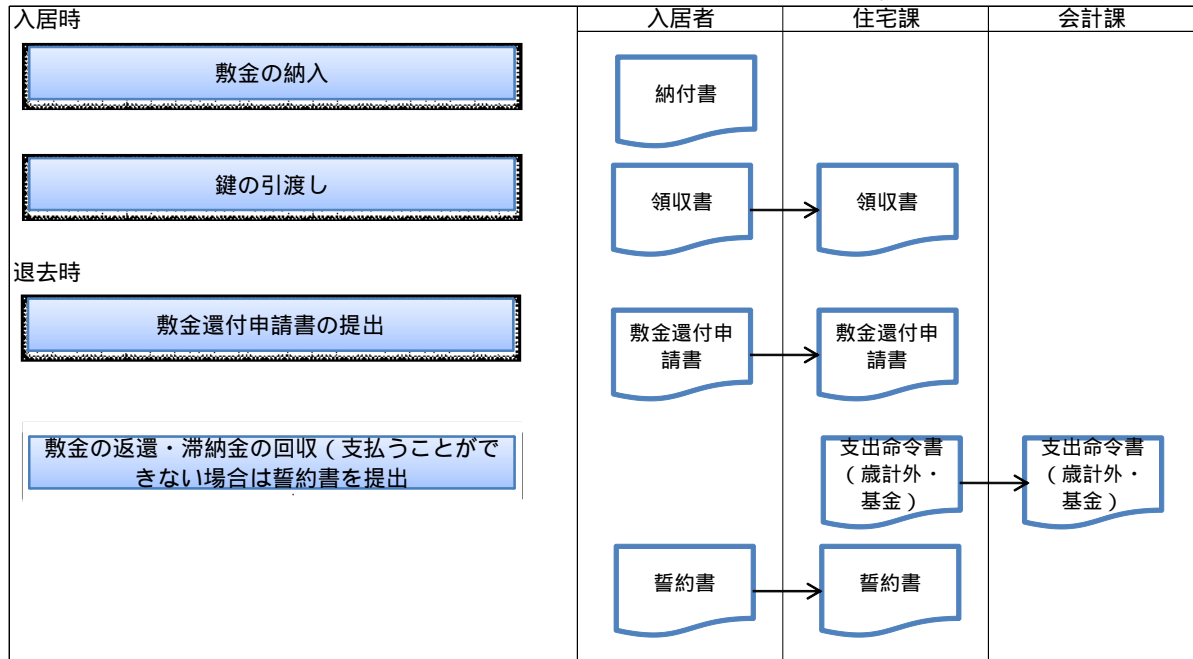 入居時
入居者
住宅課
会計課
敷金の納入
納付書
鍵の引渡し
領収書
領収書
退去時
敷金還付申請書の提出
敷金還付申
請書
敷金還付申
請書
敷金の返還・滞納金の回収(支払うことがで
きない場合は誓約書を提出
支出命令書
(歳計外・
基金)
支出命令書
(歳計外・
基金)
誓約書
誓約書